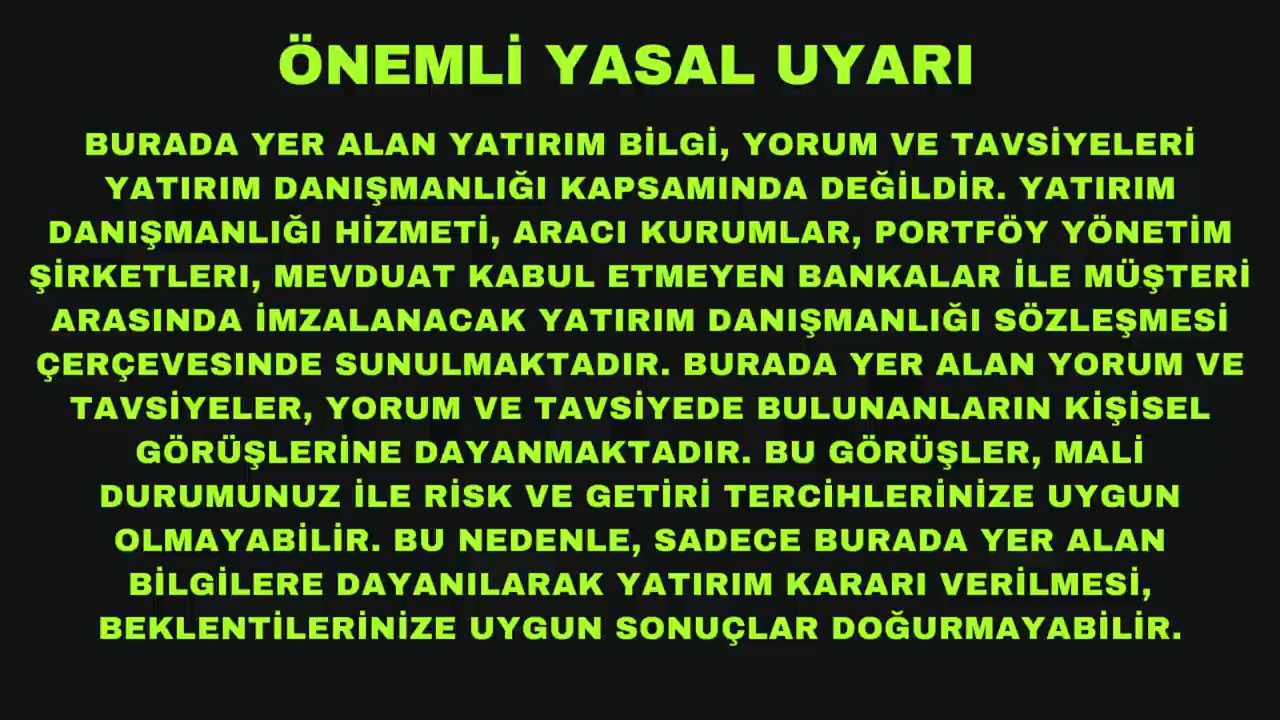 ÖNEMLİ YASAL UYARI
BURADA YER ALAN YATIRIM BİLGİ, YORUM VE TAVSİYELERİ
YATIRIM DANIŞMANLIĞI KAPSAMINDA DEĞİLDİR. YATIRIM
DANIŞMANLIĞI HİZMETİ, ARACI KURUMLAR, PORTFÖY YÖNETİM
ŞİRKETLERI, MEVDUAT KABUL ETMEYEN BANKALAR İLE MÜŞTERİ
ARASINDA İMZALANACAK YATIRIM DANIŞMANLIĞI SÖZLEŞMESİ
ÇERÇEVESİNDE SUNULMAKTADIR. BURADA YER ALAN YORUM VE
TAVSİYELER, YORUM VE TAVSİYEDE BULUNANLARIN KİŞİSEL
GÖRÜŞLERİNE DAYANMAKTADIR. BU GÖRÜŞLER, MALİ
DURUMUNUZ İLE RİSK VE GETİRİ TERCİHLERİNİZE UYGUN
OLMAYABİLİR. BU NEDENLE, SADECE BURADA YER ALAN
BİLGİLERE DAYANILARAK YATIRIM KARARI VERİLMESİ,
BEKLENTİLERİNİZE UYGUN SONUÇLAR DOĞURMAYABİLİR.